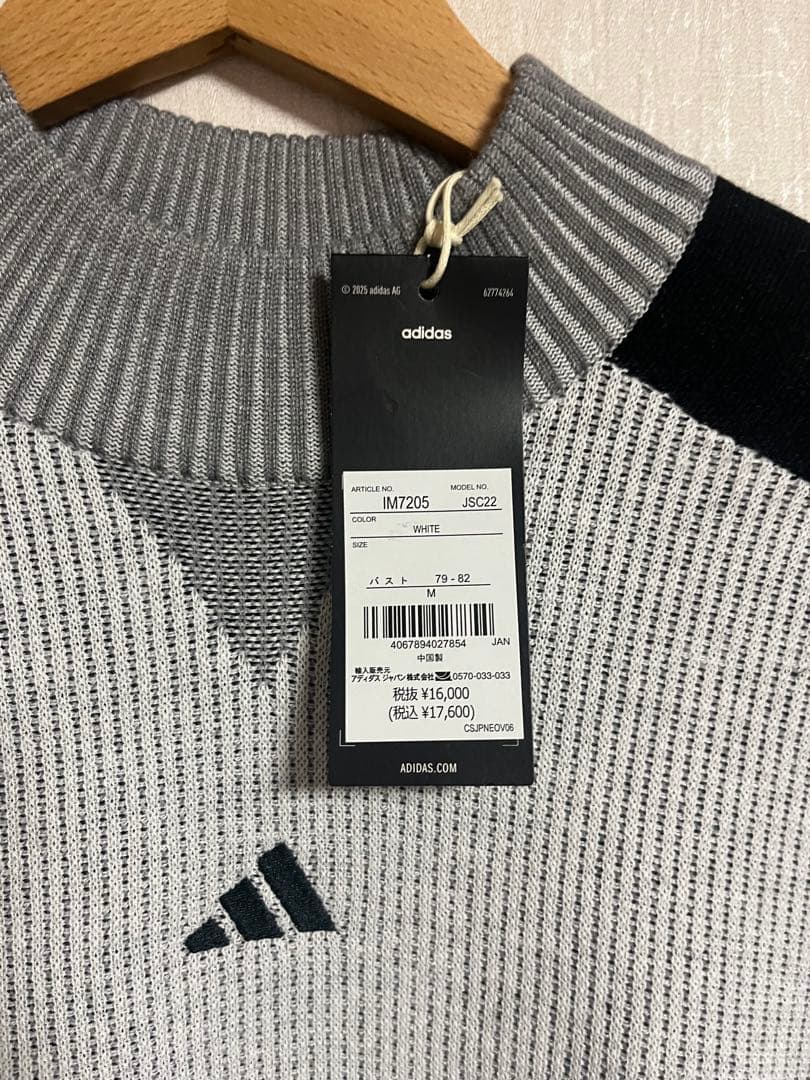 © 2025 adidas AG 62774264
adidas
ARTICLE NO. MODEL NO.
IM7205 JSC22
COLOR
WHITE
SIZE
バスト 79-82
M
4067894027854 JAN
中国製
輸入販売元
アディダス ジャパン株式会社 0570-033-033
税抜 ¥16,000
(税込 ¥17,600)
CSJPNEOV06
ADIDAS.COM